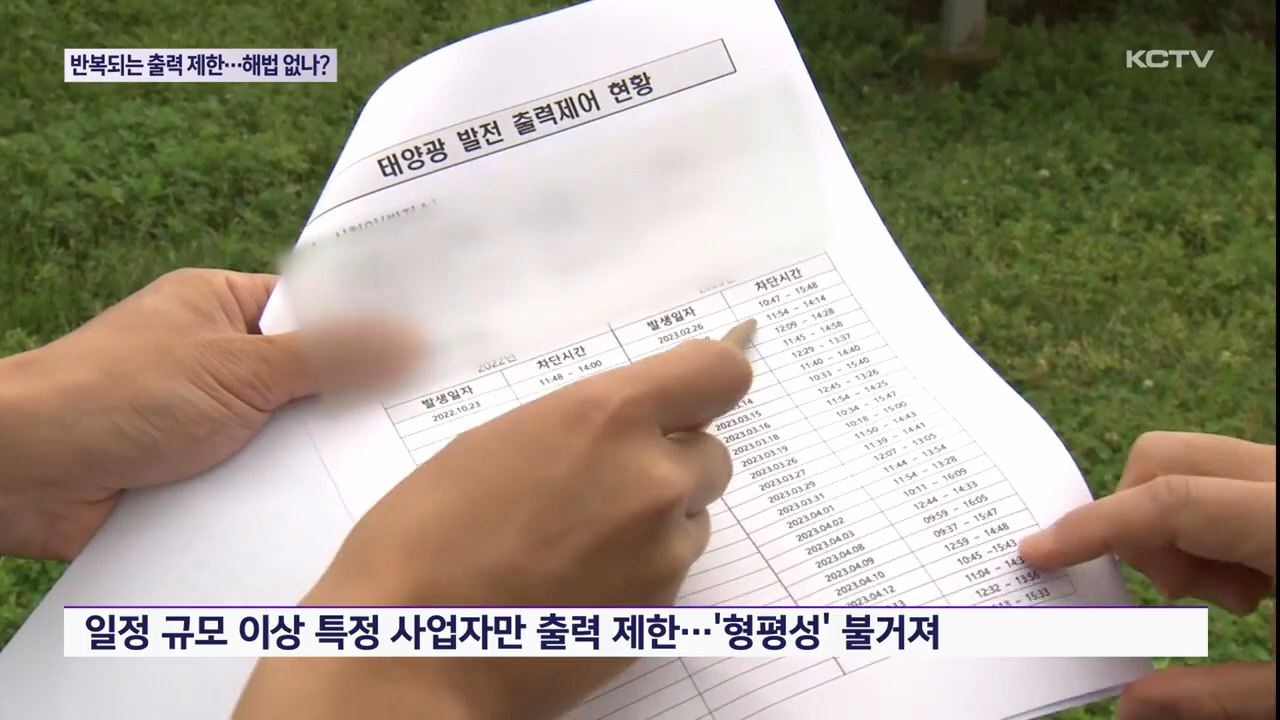 반복되는 출력 제한…해법 없나?
KCTV
태양광 발전 출력제어 현황
2022년
발생일자 차단시간
2022.10.23 11:48 ~ 14:00
발생일자 차단시간
2023.02.26 10:47 ~ 15:48
11:54 ~ 14:14
12:09 ~ 14:28
11:45 ~ 14:58
12:29 ~ 13:37
11:40 ~ 14:40
10:33 ~ 15:40
12:45 ~ 13:26
11:54 ~ 14:25
10:34 ~ 15:47
10:18 ~ 15:00
11:50 ~ 14:43
11:39 ~ 14:41
12:07 ~ 13:05
11:44 ~ 13:54
11:54 ~ 13:28
10:11 ~ 16:09
12:44 ~ 14:33
09:59 ~ 16:05
09:37 ~ 15:47
12:59 ~ 14:48
10:45 ~15:43
11:04 ~
12:32 ~
15:33
2023.03.15
2023.03.16
2023.03.18
2023.03.19
2023.03.26
2023.03.27
2023.03.29
2023.03.31
2023.04.01
2023.04.02
2023.04.03
2023.04.08
2023.04.09
2023.04.10
2023.04.12
일정 규모 이상 특정 사업자만 출력 제한…'형평성' 불거져